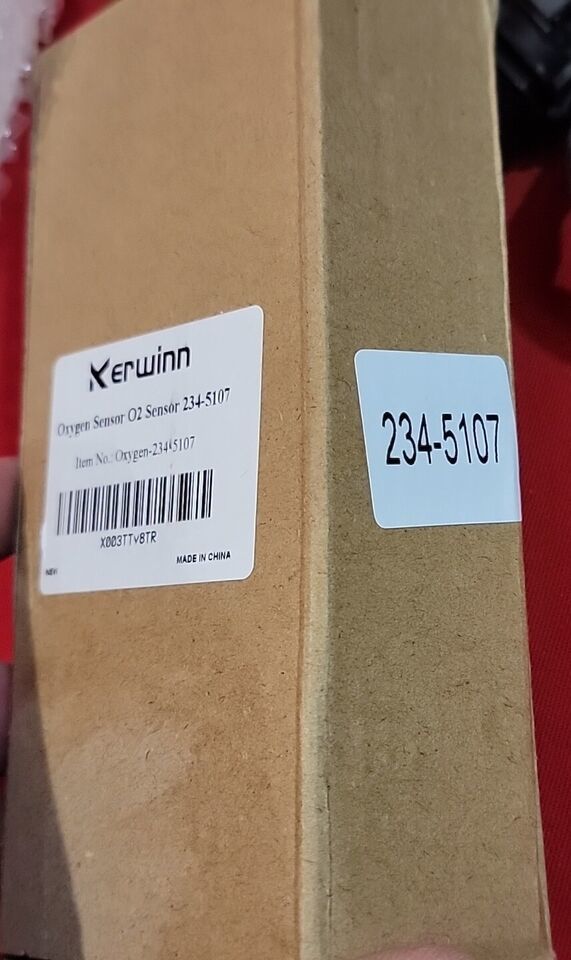 Kerwinn
Oxygen Sensor O2 Sensor 234-5107
Item No.: Oxygen-234-5107
X003TTV8TR
NEW
MADE IN CHINA
234-5107